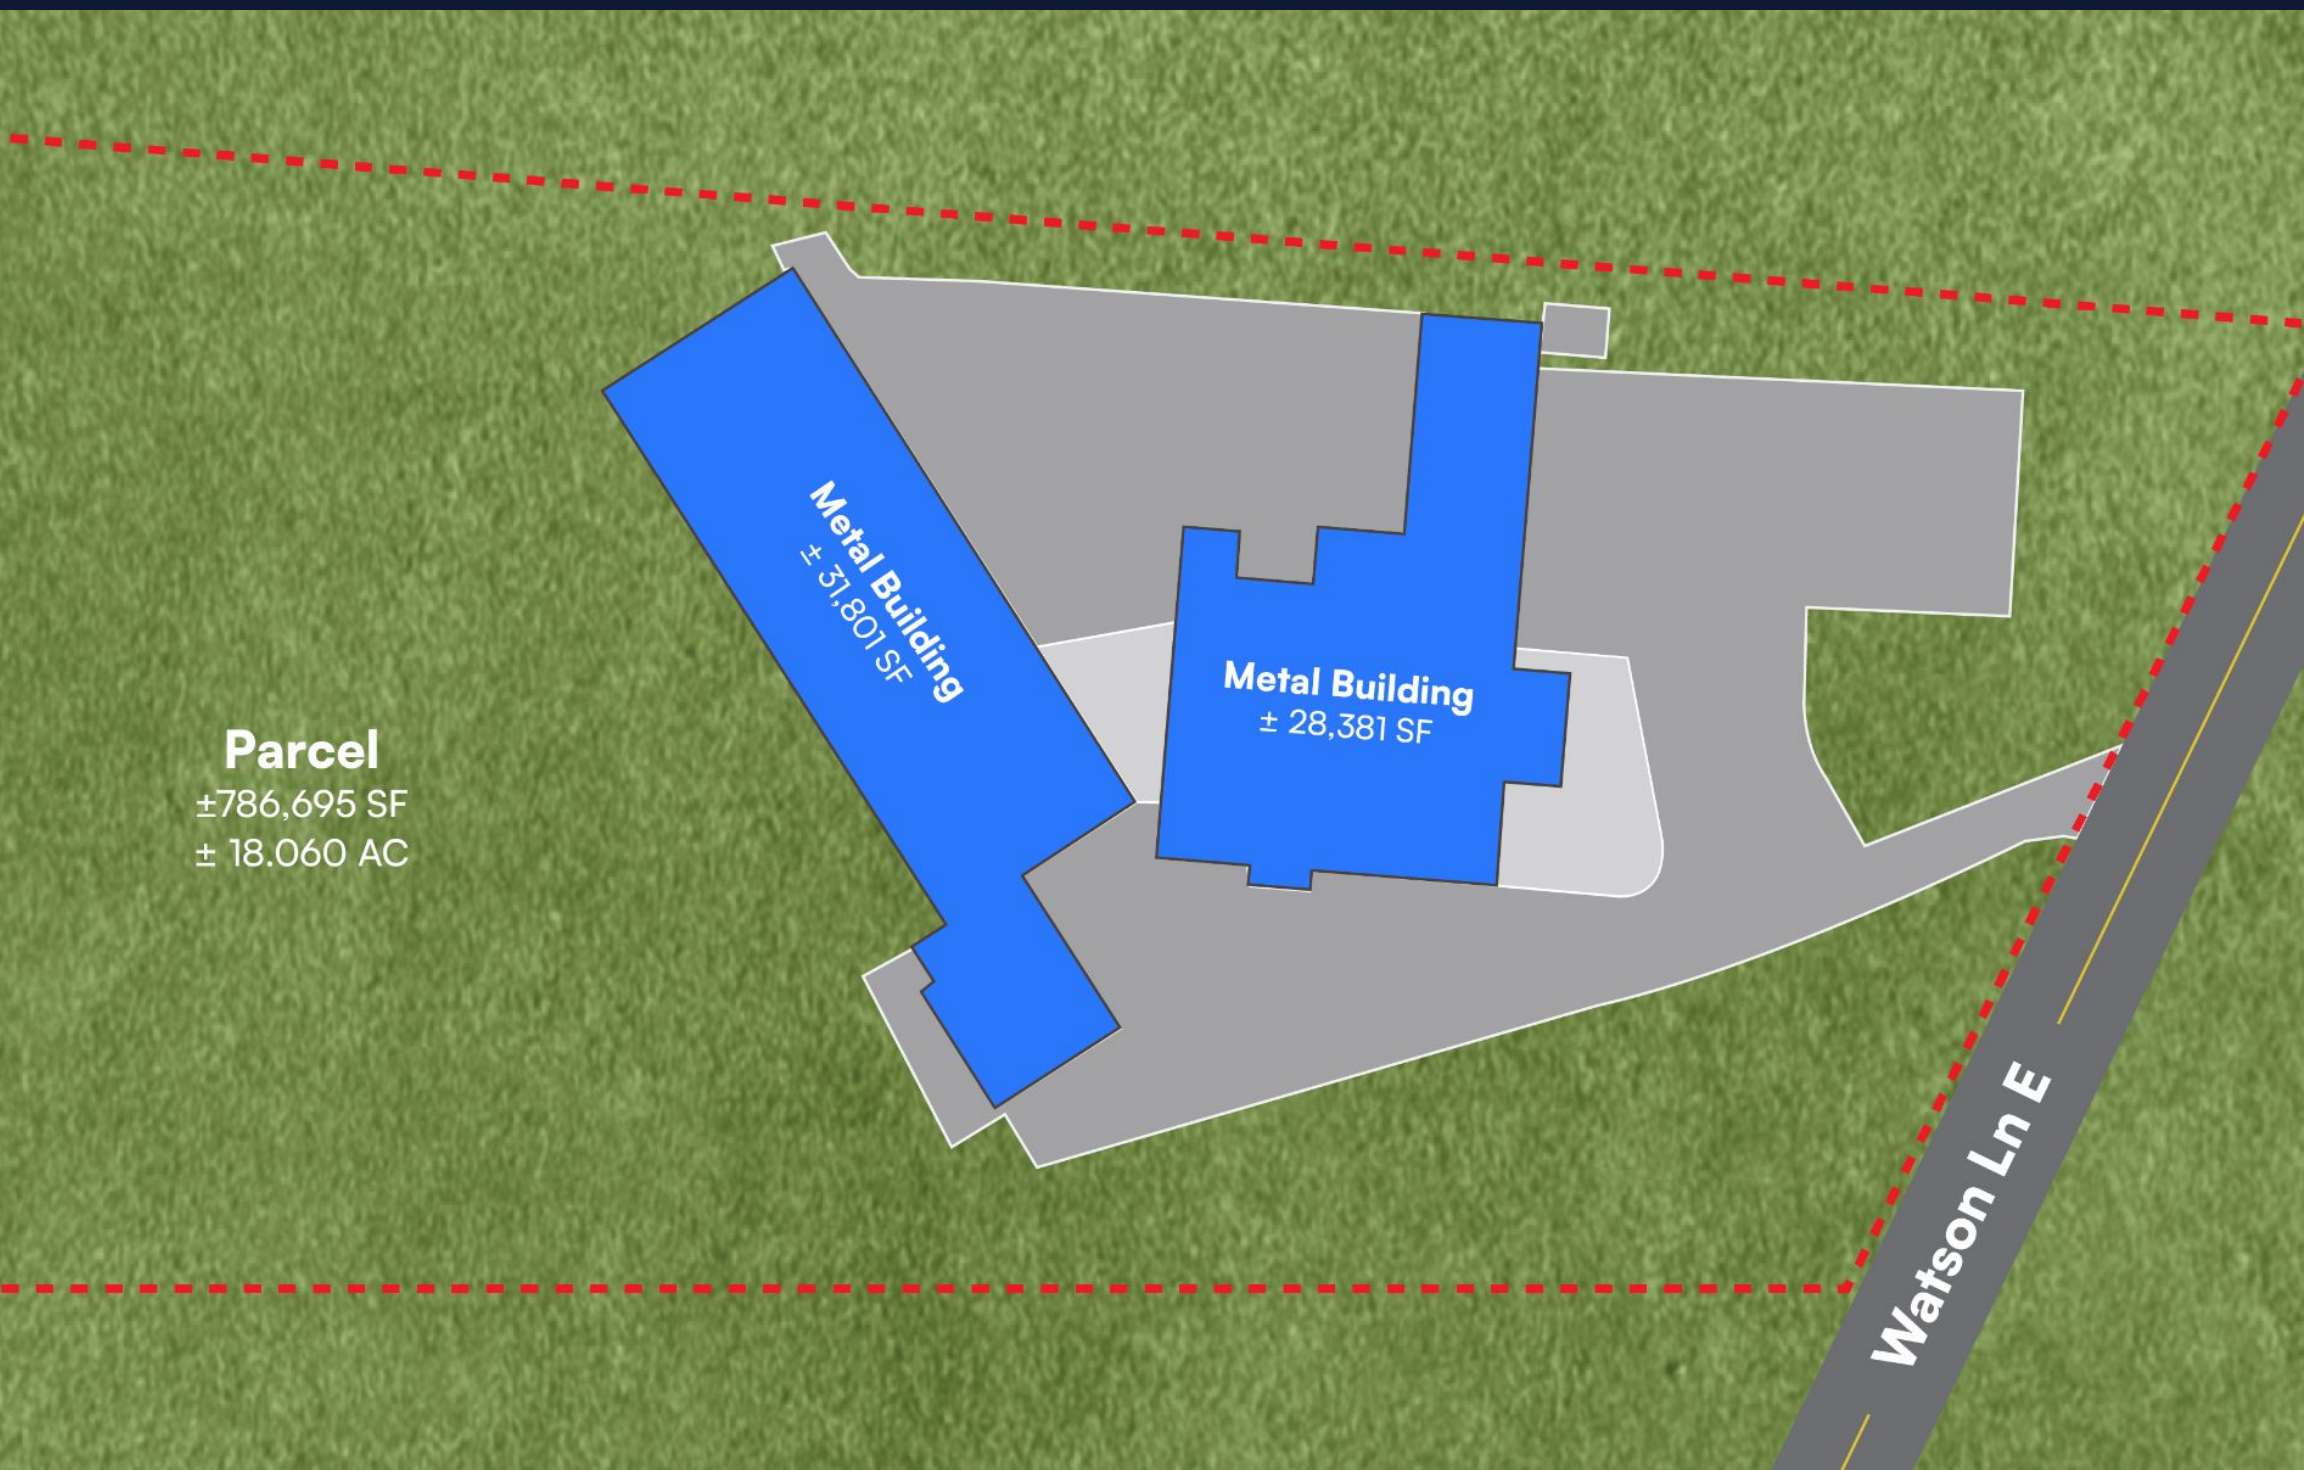 Metal Building
± 31,801 SF
Metal Building
± 28,381 SF
Parcel
±786,695 SF
± 18.060 AC
Watson Ln E